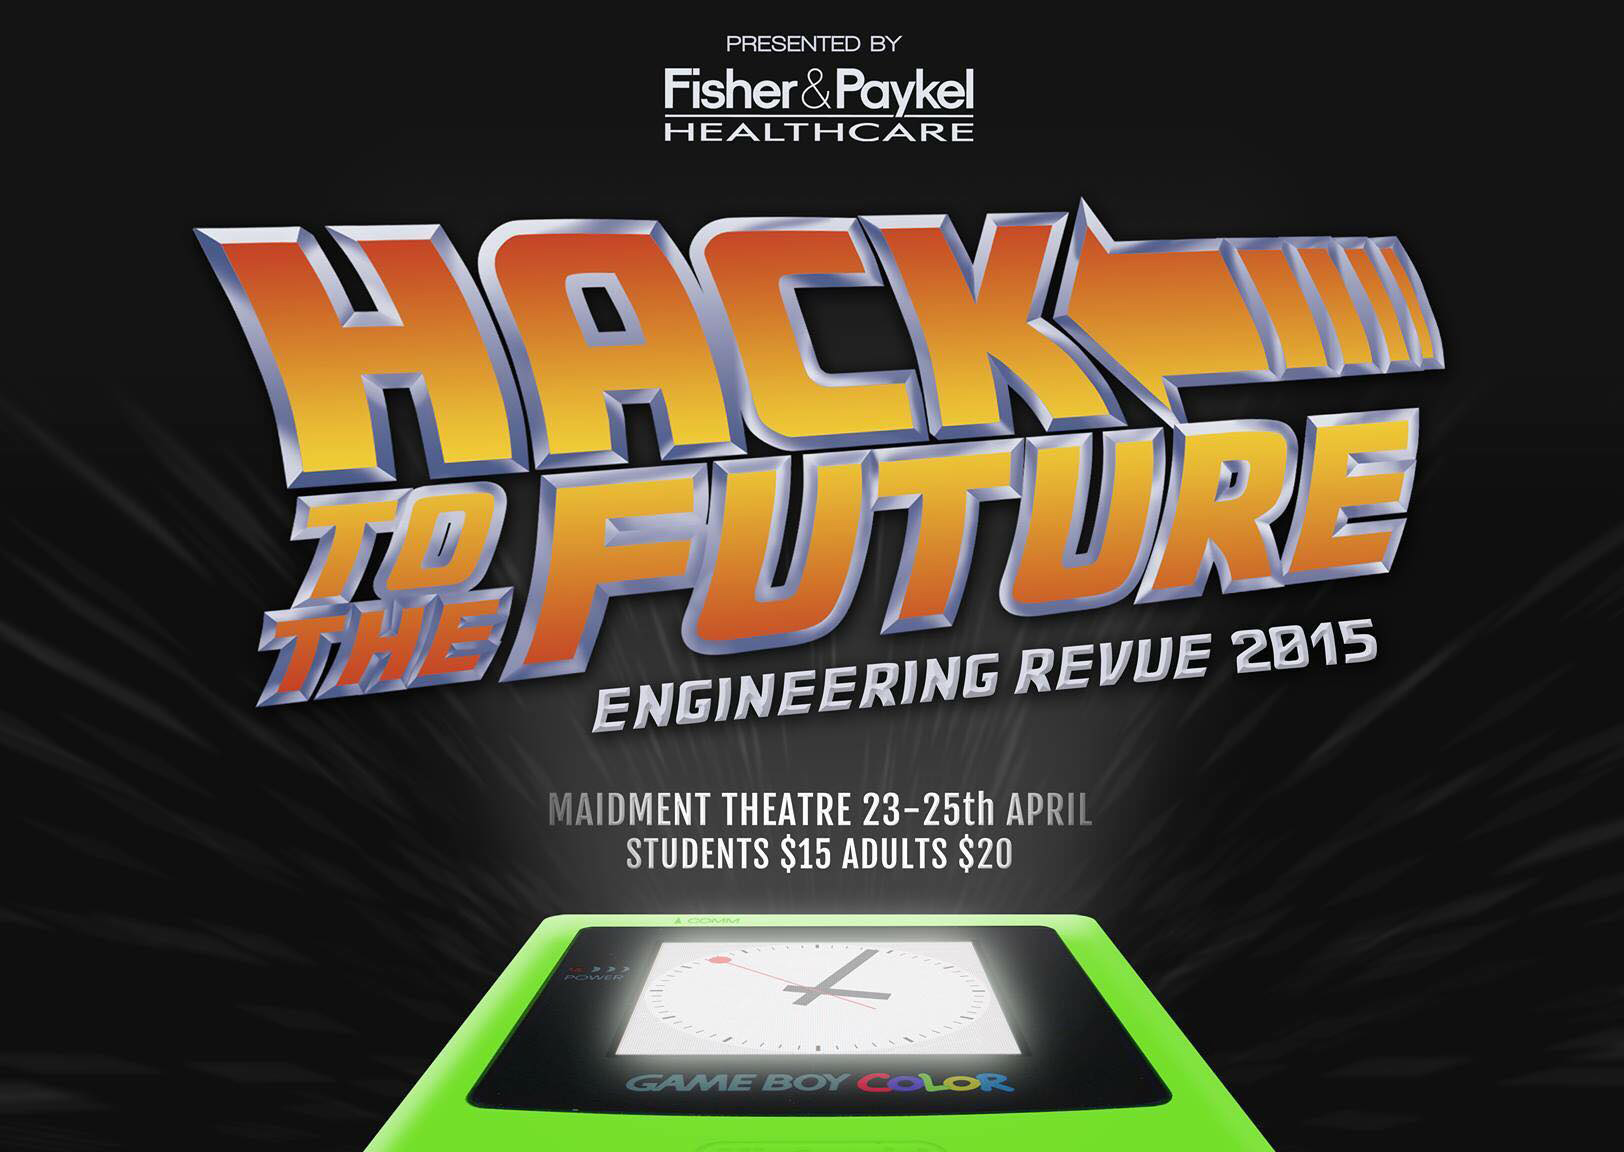 PRESENTED BY
Fisher&Paykel
HEALTHCARE
HACK
TO
THE
FUTURE
ENGINEERING REVUE 2015
MAIDMENT THEATRE 23-25th APRIL
STUDENTS $15 ADULTS $20
COMM
POWER
GAME BOY COLOR